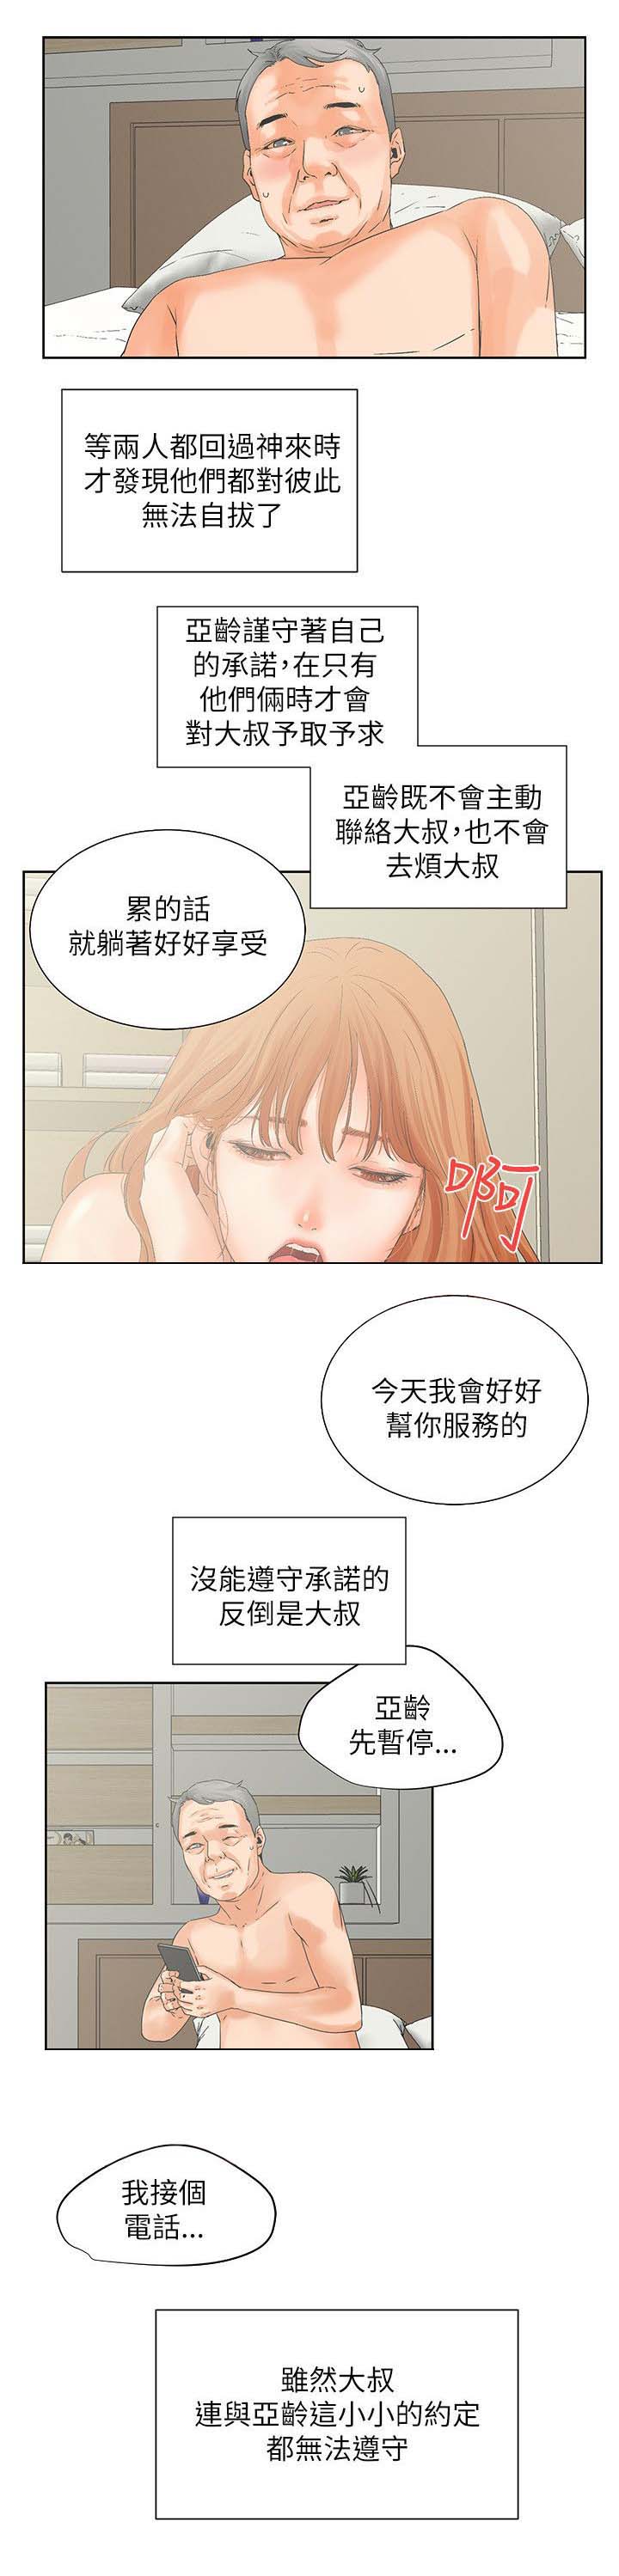 等兩人都回過神來時
才發現他們都對彼此
無法自拔了
亞齡謹守著自己
的承諾，在只有
他們倆時才會
對大叔予取予求
亞齡既不會主動
聯絡大叔，也不會
去煩大叔
累的話
就躺著好好享受
啊
今天我會好好
幫你服務的
沒能遵守承諾的
反倒是大叔
亞齡
先暫停…
我接個
電話…
雖然大叔
連與亞齡這小小的約定
都無法遵守